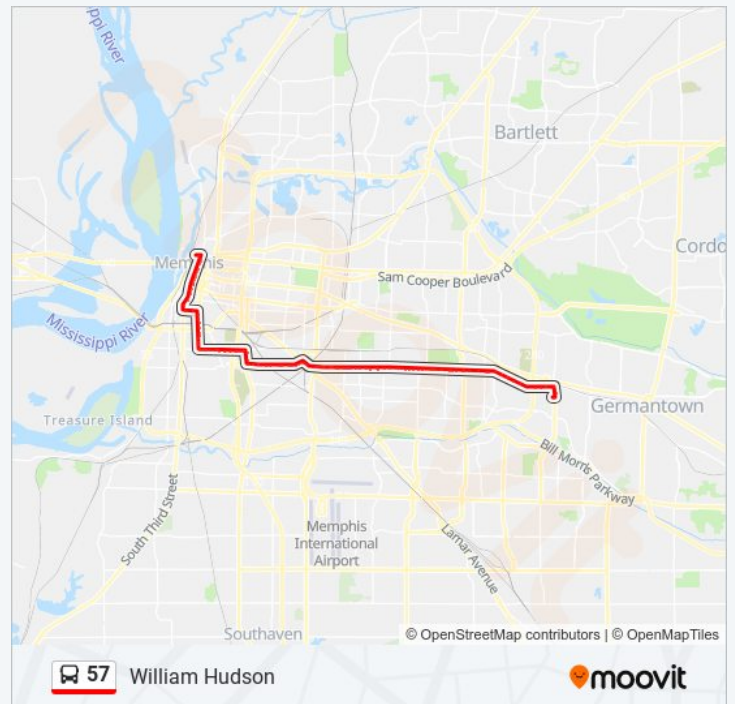 ppi River
Bartlett
Cordo
Memphis
Sam Cooper Boulevard
Mississippi River
Treasure Island
Germantown
Bill Morris Parkway
South Third Street
Memphis
International
Airport
Lamar Avenue
Southaven
© OpenStreetMap contributors | © OpenMapTiles
57 William Hudson
moovit